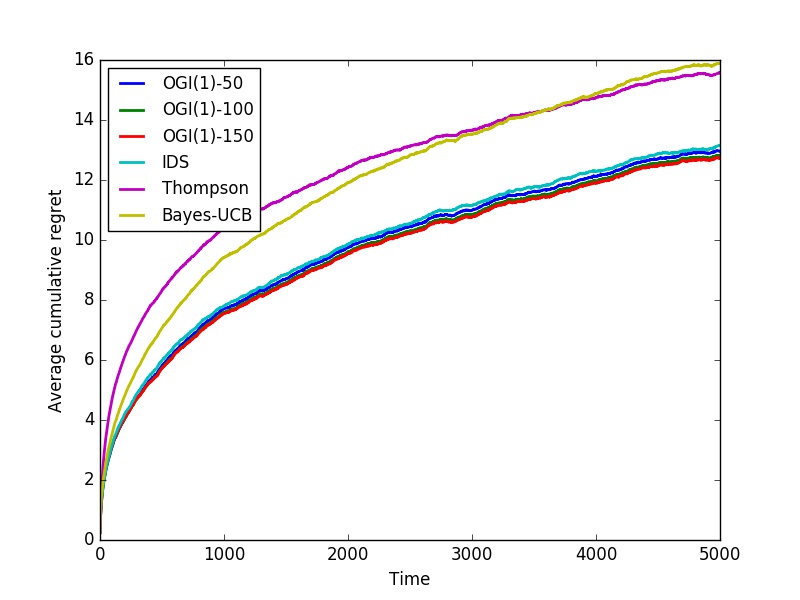 16
14
12
10
8
6
4
2
0
Average cumulative regret
OGI(1)-50
OGI(1)-100
OGI(1)-150
IDS
Thompson
Bayes-UCB
0 1000 2000 3000 4000 5000
Time